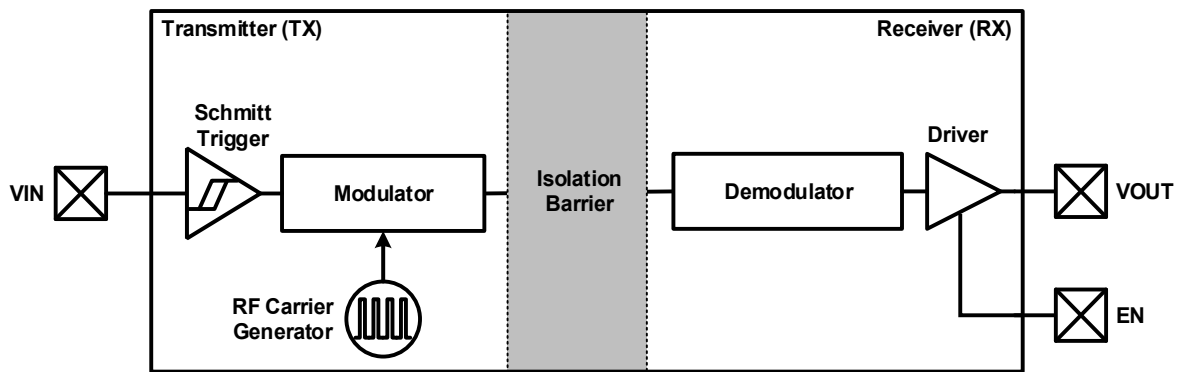 Transmitter (TX)
Receiver (RX)
Schmitt
Trigger
Driver
VIN
Modulator
Isolation
Barrier
Demodulator
VOUT
RF Carrier
Generator
EN